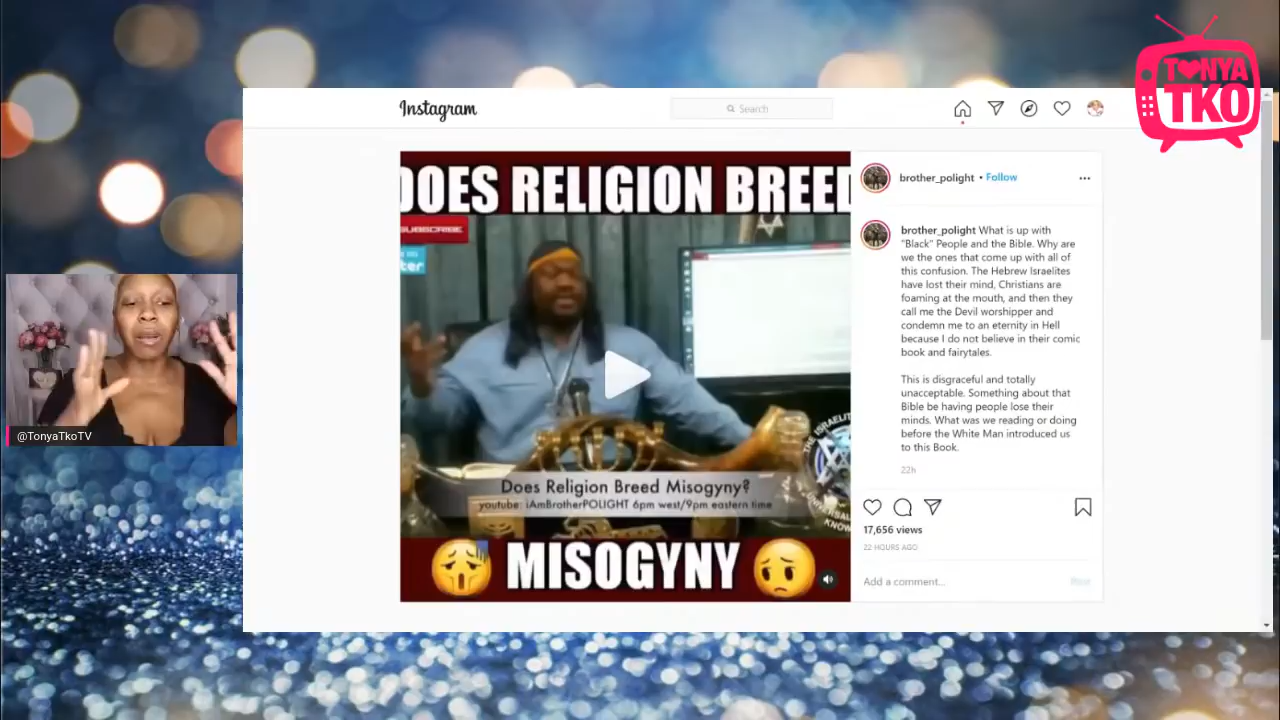 TONYA
TKO
Instagram
Search
DOES RELIGION BREED
SUBSCRIBE
Does Religion Breed Misogyny?
youtube: iAmBrotherPOLIGHT 6pm west/9pm eastern time
MISOGYNY
brother_polight • Follow
brother_polight What is up with
"Black" People and the Bible. Why are
we the ones that come up with all of
this confusion. The Hebrew Israelites
have lost their mind, Christians are
foaming at the mouth, and then they
call me the Devil worshipper and
condemn me to an eternity in Hell
because I do not believe in their comic
book and fairytales.
This is disgraceful and totally
unacceptable. Something about that
Bible be having people lose their
minds. What was we reading or doing
before the White Man introduced us
to this Book.
22h
17,656 views
22 HOURS AGO
Add a comment...
Post
@TonyaTkoTV
THE ISRAELITE
UNIVERSAL